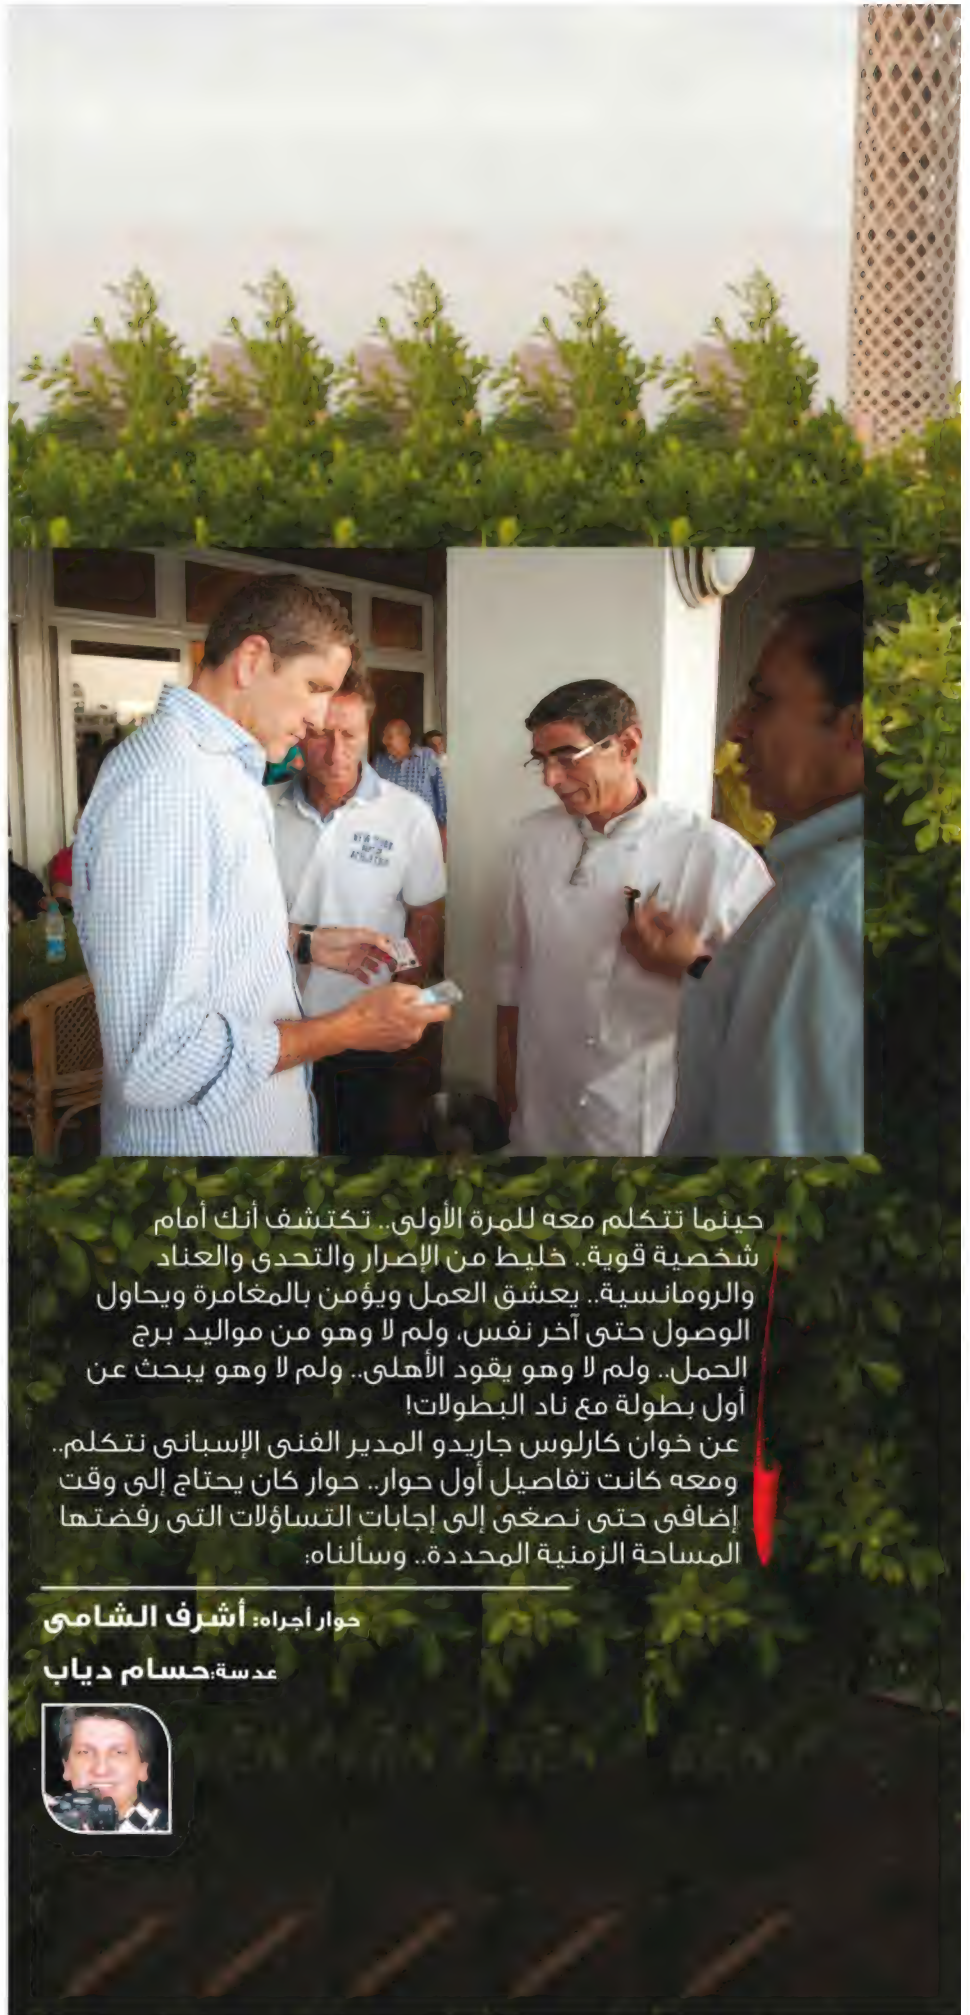 NEW YORK
حينما تتكلم معه للمرة الأولى.. تكتشف أنك أمام
شخصية قوية.. خليط من الإصرار والتحدى والعناد
والرومانسية.. يعشق العمل ويؤمن بالمغامرة ويحاول
الوصول حتى آخر نفس، ولم لا وهو من مواليد برج
الحمل.. ولم لا وهو يقود الأهلى.. ولم لا وهو يبحث عن
أول بطولة مع ناد البطولات!
عن خوان كارلوس جاريدو المدير الفنى الإسبانى نتكلم..
ومعه كانت تفاصيل أول حوار.. حوار كان يحتاج إلى وقت
إضافى حتى نصغى إلى إجابات التساؤلات التى رفضتها
المساحة الزمنية المحددة.. وسألناه:
حوار أجراه: أشرف الشامى
عدسة:حسام دياب